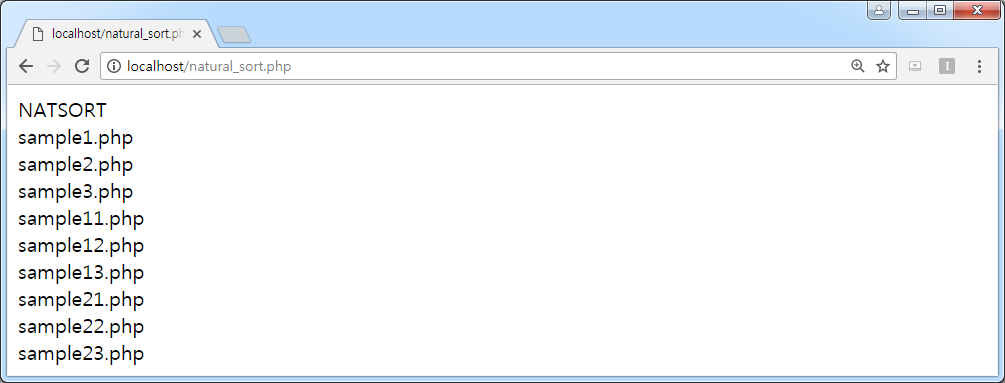 localhost/natural_sort.ph
localhost/natural_sort.php
NATSORT
sample1.php
sample2.php
sample3.php
sample11.php
sample12.php
sample13.php
sample21.php
sample22.php
sample23.php